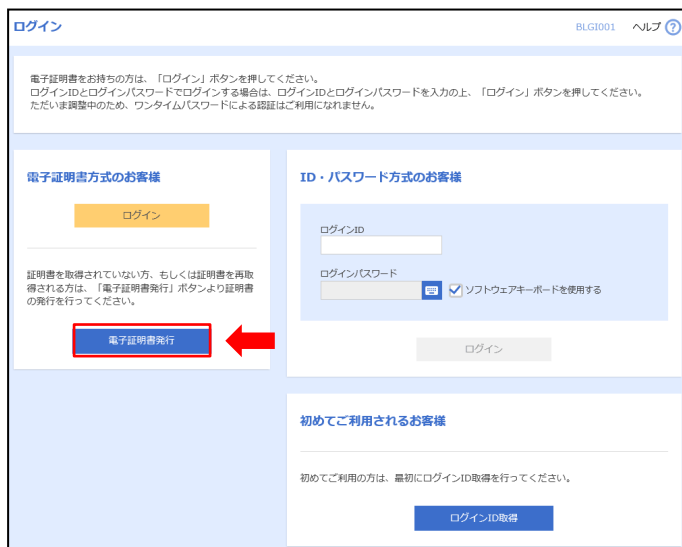 ログイン
BLGI001 ヘルプ ?
電子証明書をお持ちの方は、「ログイン」ボタンを押してください。
ログインIDとログインパスワードでログインする場合は、ログインIDとログインパスワードを入力の上、「ログイン」ボタンを押してください。
ただいま調整中のため、ワンタイムパスワードによる認証はご利用になれません。
電子証明書方式のお客様
ログイン
証明書を取得されていない方、もしくは証明書を再取
得される方は、「電子証明書発行」ボタンより証明書
の発行を行ってください。
電子証明書発行
ID・パスワード方式のお客様
ログインID
ログインパスワード
ソフトウェアキーボードを使用する
ログイン
初めてご利用されるお客様
初めてご利用の方は、最初にログインID取得を行ってください。
ログインID取得